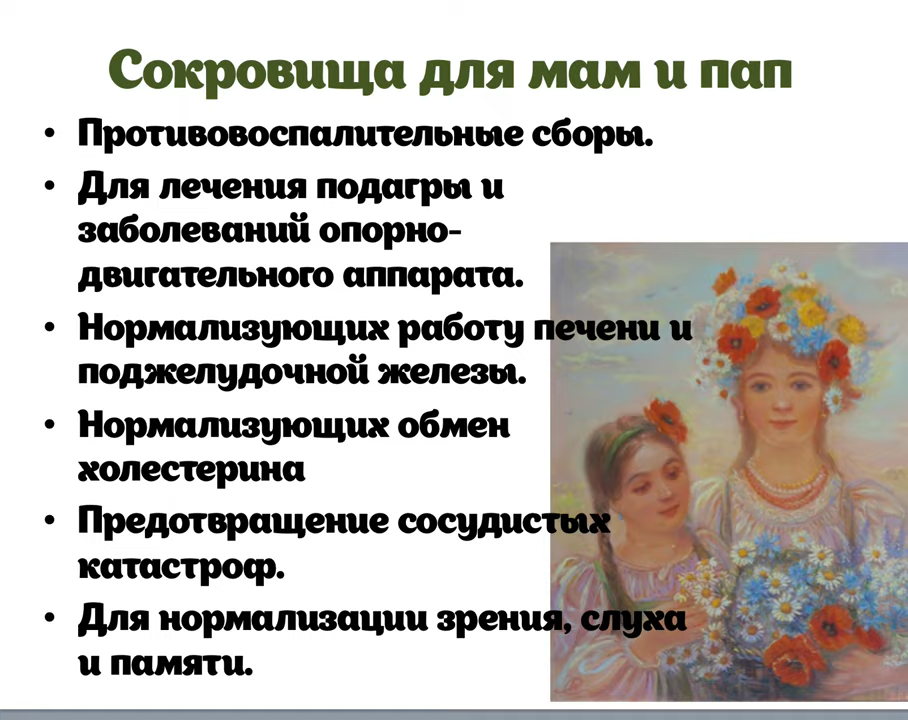 Сокровища для мам и пап
• Противовоспалительные сборы.
• Для лечения подагры и
заболеваний опорно-
двигательного аппарата.
• Нормализующих работу печени и
поджелудочной железы.
• Нормализующих обмен
холестерина
• Предотвращение сосудистых
катастроф.
• Для нормализации зрения, слуха
и памяти.